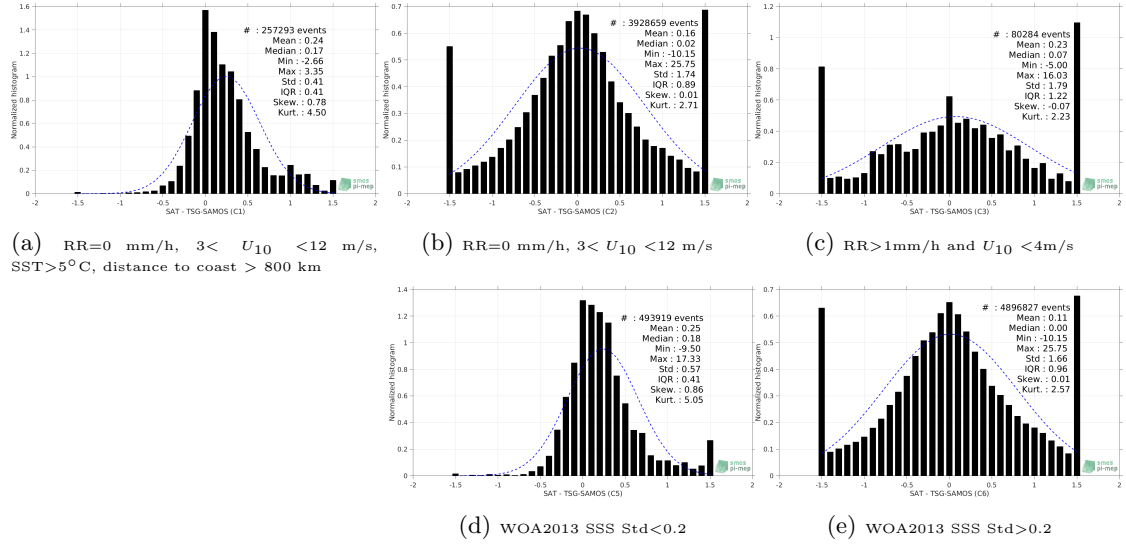 1.6
1.4
1.2
1.0
0.8
0.6
0.4
0.2
0
Normalized histogram
# : 257293 events
Mean : 0.24
Median : 0.17
Min : -2.66
Max : 3.35
Std : 0.41
IQR : 0.41
Skew. : 0.78
Kurt. : 4.50
smos
pi-mep
-2 -1.5 -1 -0.5 0 0.5 1 1.5 2
SAT - TSG-SAMOS (C1)
(a) RR=0 mm/h, 3< U10 <12 m/s,
SST>5°C, distance to coast > 800 km
0.7
0.6
0.5
0.4
0.3
0.2
0.1
0
Normalized histogram
# : 3928659 events
Mean : 0.16
Median : 0.02
Min : -10.15
Max : 25.75
Std : 1.74
IQR : 0.89
Skew. : 0.01
Kurt. : 2.71
smos
pi-mep
-2 -1.5 -1 -0.5 0 0.5 1 1.5 2
SAT - TSG-SAMOS (C2)
(b) RR=0 mm/h, 3< U10 <12 m/s
1.2
1
0.8
0.6
0.4
0.2
0
Normalized histogram
# : 80284 events
Mean : 0.23
Median : 0.07
Min : -5.00
Max : 16.03
Std : 1.79
IQR : 1.22
Skew. : -0.07
Kurt. : 2.23
smos
pi-mep
-2 -1.5 -1 -0.5 0 0.5 1 1.5 2
SAT - TSG-SAMOS (C3)
(c) RR>1mm/h and U10 <4m/s
1.4
1.2
1
0.8
0.6
0.4
0.2
0
Normalized histogram
# : 493919 events
Mean : 0.25
Median : 0.18
Min : -9.50
Max : 17.33
Std : 0.57
IQR : 0.41
Skew. : 0.86
Kurt. : 5.05
smos
pi-mep
-2 -1.5 -1 -0.5 0 0.5 1 1.5 2
SAT - TSG-SAMOS (C5)
(d) WOA2013 SSS Std<0.2
0.7
0.6
0.5
0.4
0.3
0.2
0.1
0
Normalized histogram
# : 4896827 events
Mean : 0.11
Median : 0.00
Min : -10.15
Max : 25.75
Std : 1.66
IQR : 0.96
Skew. : 0.01
Kurt. : 2.57
smos
pi-mep
-2 -1.5 -1 -0.5 0 0.5 1 1.5 2
SAT - TSG-SAMOS (C6)
(e) WOA2013 SSS Std>0.2